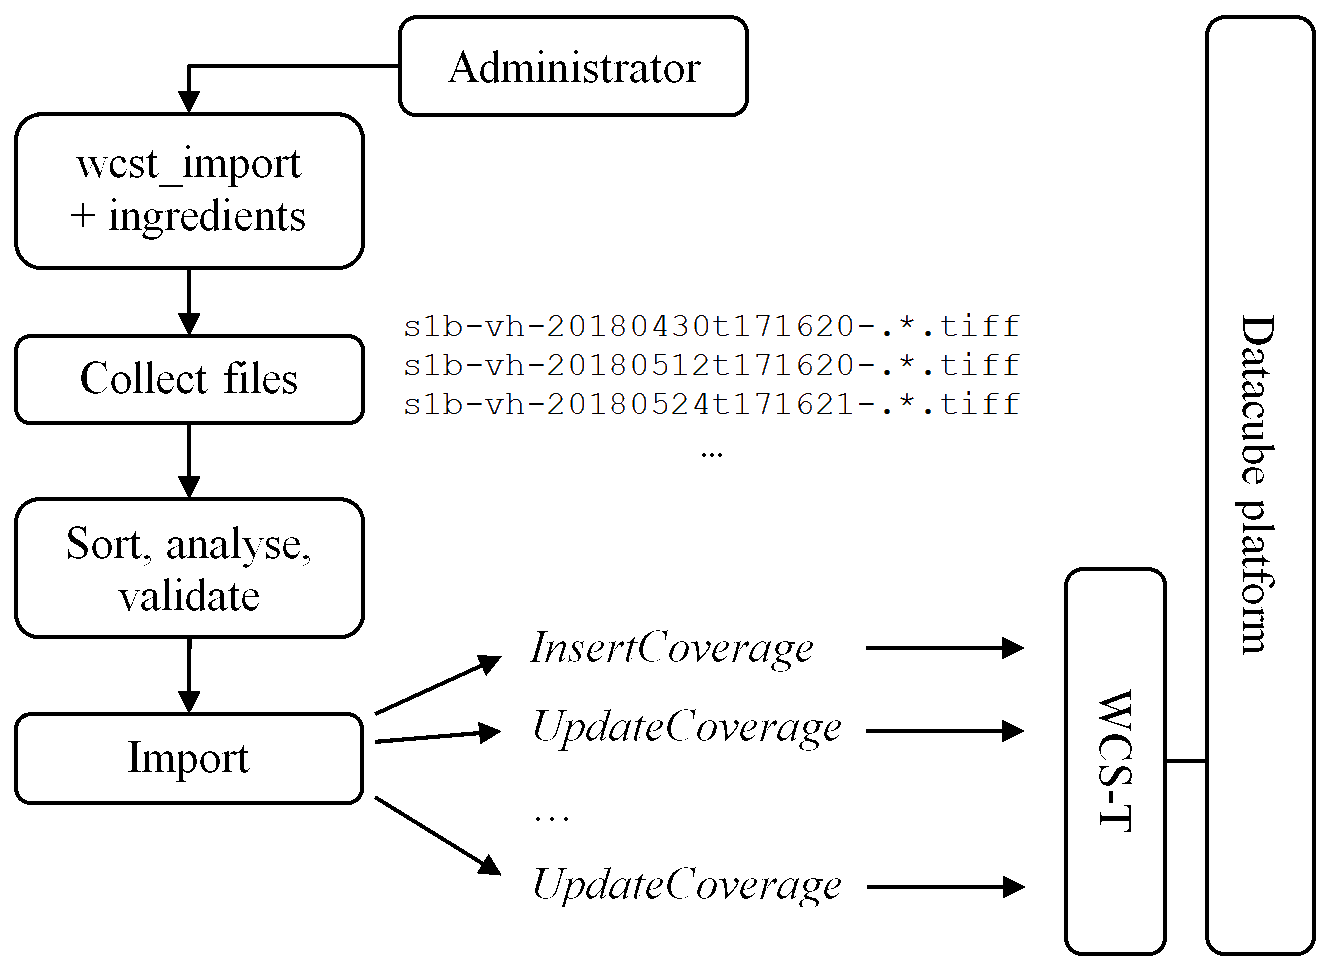 Administrator
wcst_import
+ ingredients
Collect files
s1b-vh-20180430t171620-.*.tiff
s1b-vh-20180512t171620-.*.tiff
s1b-vh-20180524t171621-.*.tiff
...
Sort, analyse,
validate
Import
InsertCoverage
UpdateCoverage
...
UpdateCoverage
WCS-T
Datacube platform